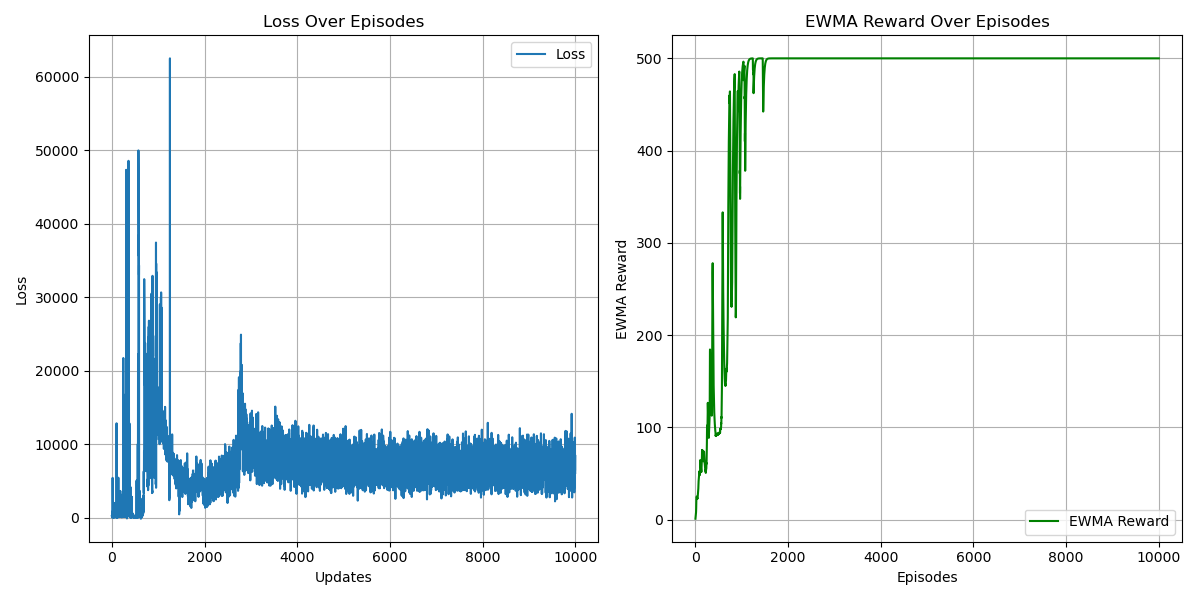 Loss Over Episodes
Loss
60000
50000
40000
30000
20000
10000
0
Loss
0 2000 4000 6000 8000 10000
Updates
EWMA Reward Over Episodes
500
400
300
200
100
0
EWMA Reward
EWMA Reward
0 2000 4000 6000 8000 10000
Episodes